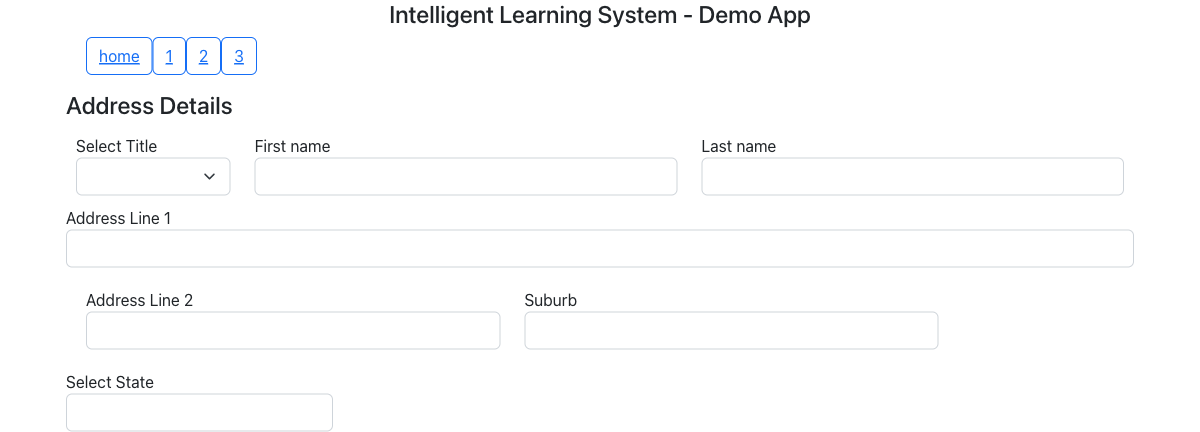 Intelligent Learning System - Demo App
home 1 2 3
Address Details
Select Title First name Last name
Address Line 1
Address Line 2 Suburb
Select State